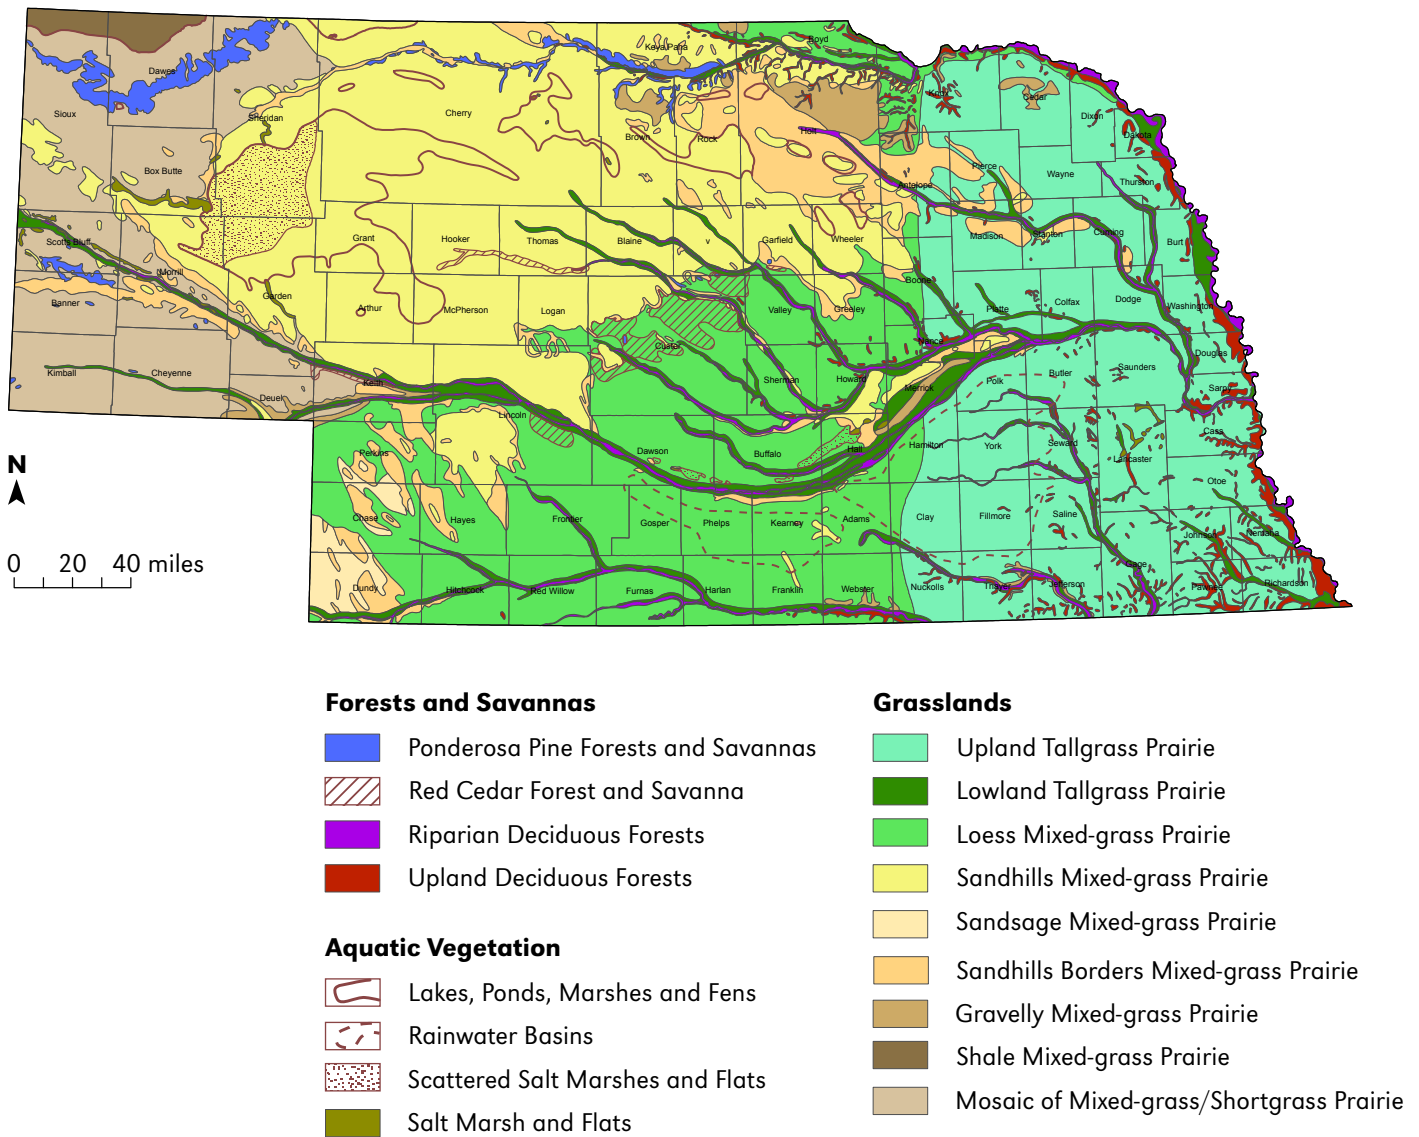 Boyd
Keya Paha
Dawes
Knox
Cedar
Sioux
Sheridan
Cherry
Dixon
Brown
Rock
Holt
Dakota
Box Butte
Pierce
Antelope
Wayne
Thurston
Scotts Bluff
Grant
Hooker
Thomas
Blaine
v
Garfield
Wheeler
Madison
Stanton
Cuming
Burt
Morrill
Garden
Boone
Banner
Arthur
McPherson
Logan
Valley
Greeley
Platte
Colfax
Dodge
Washington
Custer
Nance
Kimball
Cheyenne
Keith
Sherman
Howard
Merrick
Polk
Butler
Saunders
Douglas
Sarpy
Deuel
Lincoln
Perkins
Dawson
Buffalo
Hall
Hamilton
York
Seward
Lancaster
Cass
Otoe
N
Chase
Hayes
Frontier
Gosper
Phelps
Kearney
Adams
Clay
Fillmore
Saline
Johnson
Nemaha
Gage
0 20 40 miles
Dundy
Hitchcock
Red Willow
Furnas
Harlan
Franklin
Webster
Nuckolls
Thayer
Jefferson
Pawnee
Richardson
Forests and Savannas
Ponderosa Pine Forests and Savannas
Red Cedar Forest and Savanna
Riparian Deciduous Forests
Upland Deciduous Forests
Aquatic Vegetation
Lakes, Ponds, Marshes and Fens
Rainwater Basins
Scattered Salt Marshes and Flats
Salt Marsh and Flats
Grasslands
Upland Tallgrass Prairie
Lowland Tallgrass Prairie
Loess Mixed-grass Prairie
Sandhills Mixed-grass Prairie
Sandsage Mixed-grass Prairie
Sandhills Borders Mixed-grass Prairie
Gravelly Mixed-grass Prairie
Shale Mixed-grass Prairie
Mosaic of Mixed-grass/Shortgrass Prairie